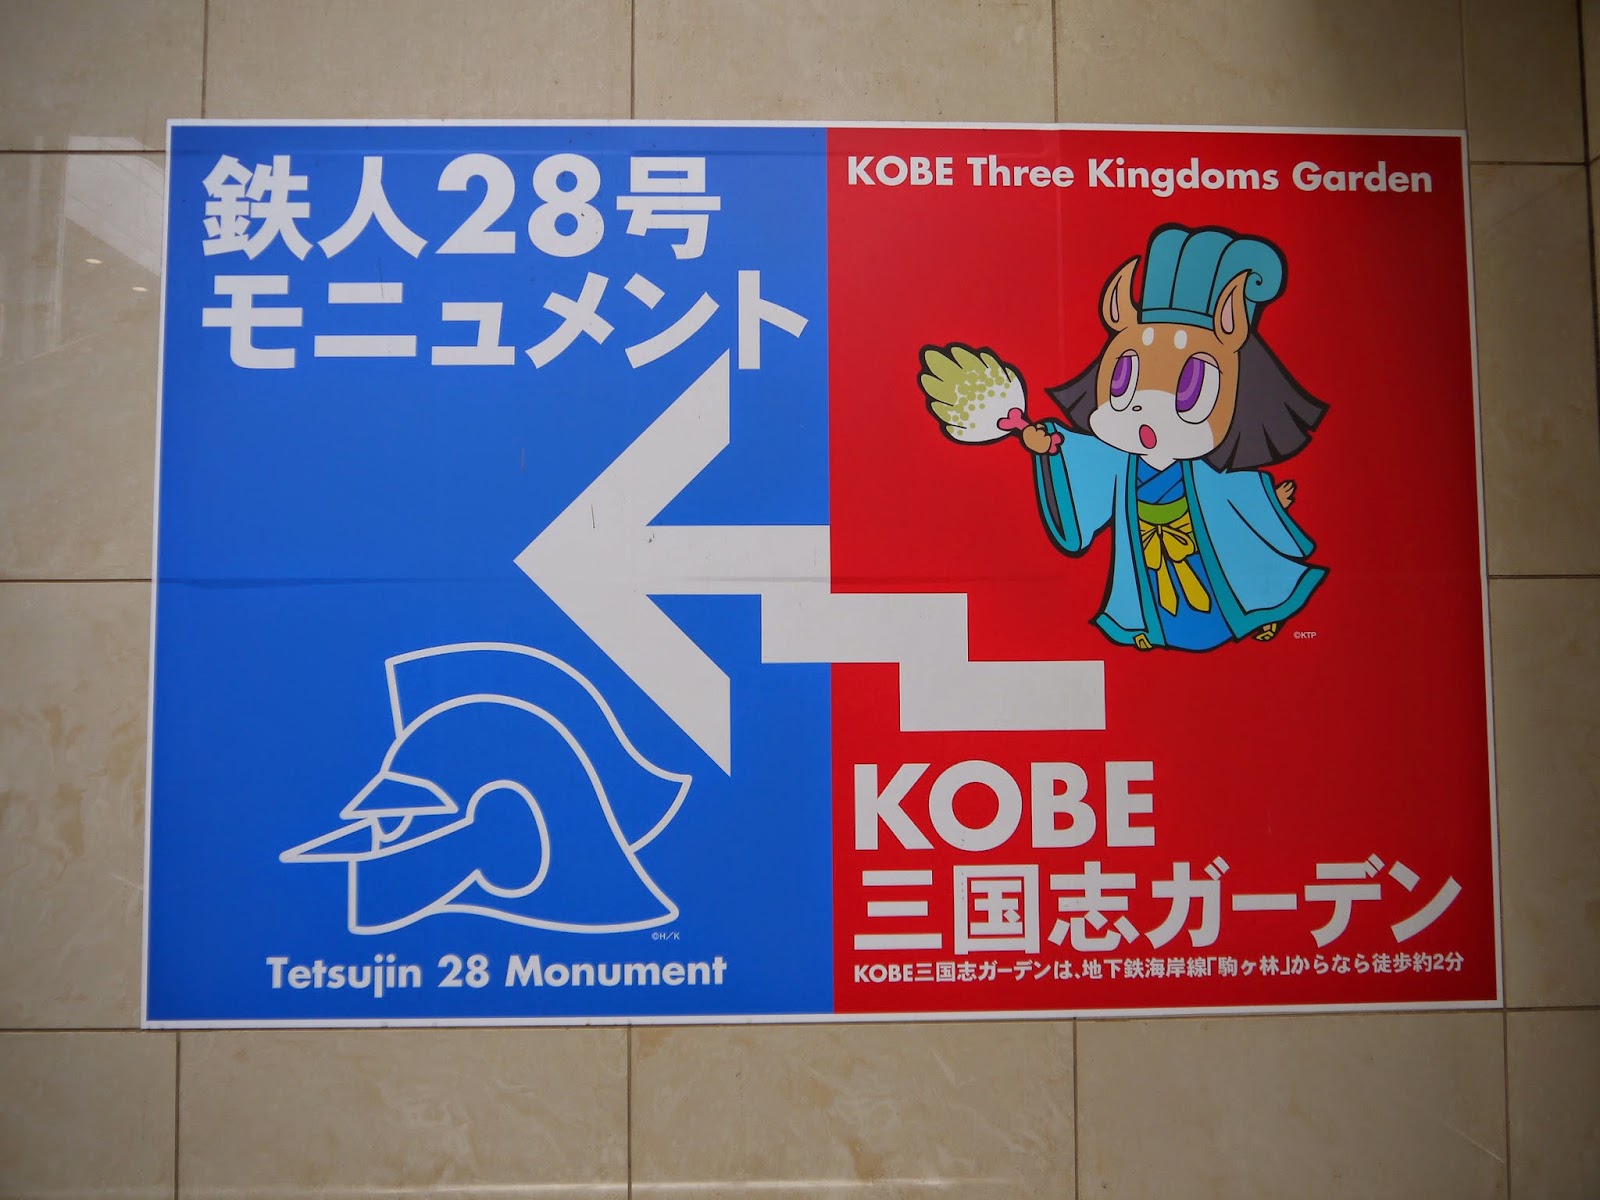 鉄人28号
モニュメント
©H／K
Tetsujin 28 Monument
KOBE Three Kingdoms Garden
©KTP
KOBE
三国志ガーデン
KOBE三国志ガーデンは、地下鉄海岸線「駒ヶ林」からなら徒歩約2分